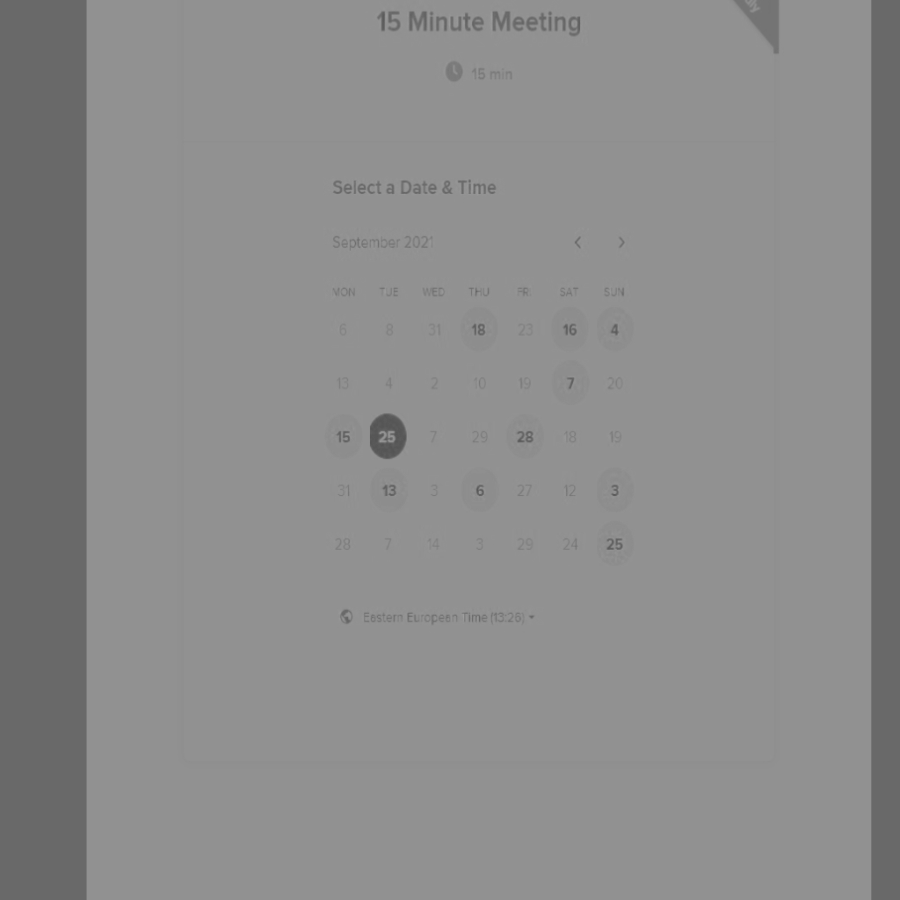 15 Minute Meeting
15 min
Select a Date & Time
September 2021
MON TUE WED THU FRI SAT SUN
6 8 31 18 23 16 4
13 4 2 10 19 7 20
15 25 7 29 28 18 19
31 13 3 6 27 12 3
28 7 14 3 29 24 25
Eastern European Time (13:26)